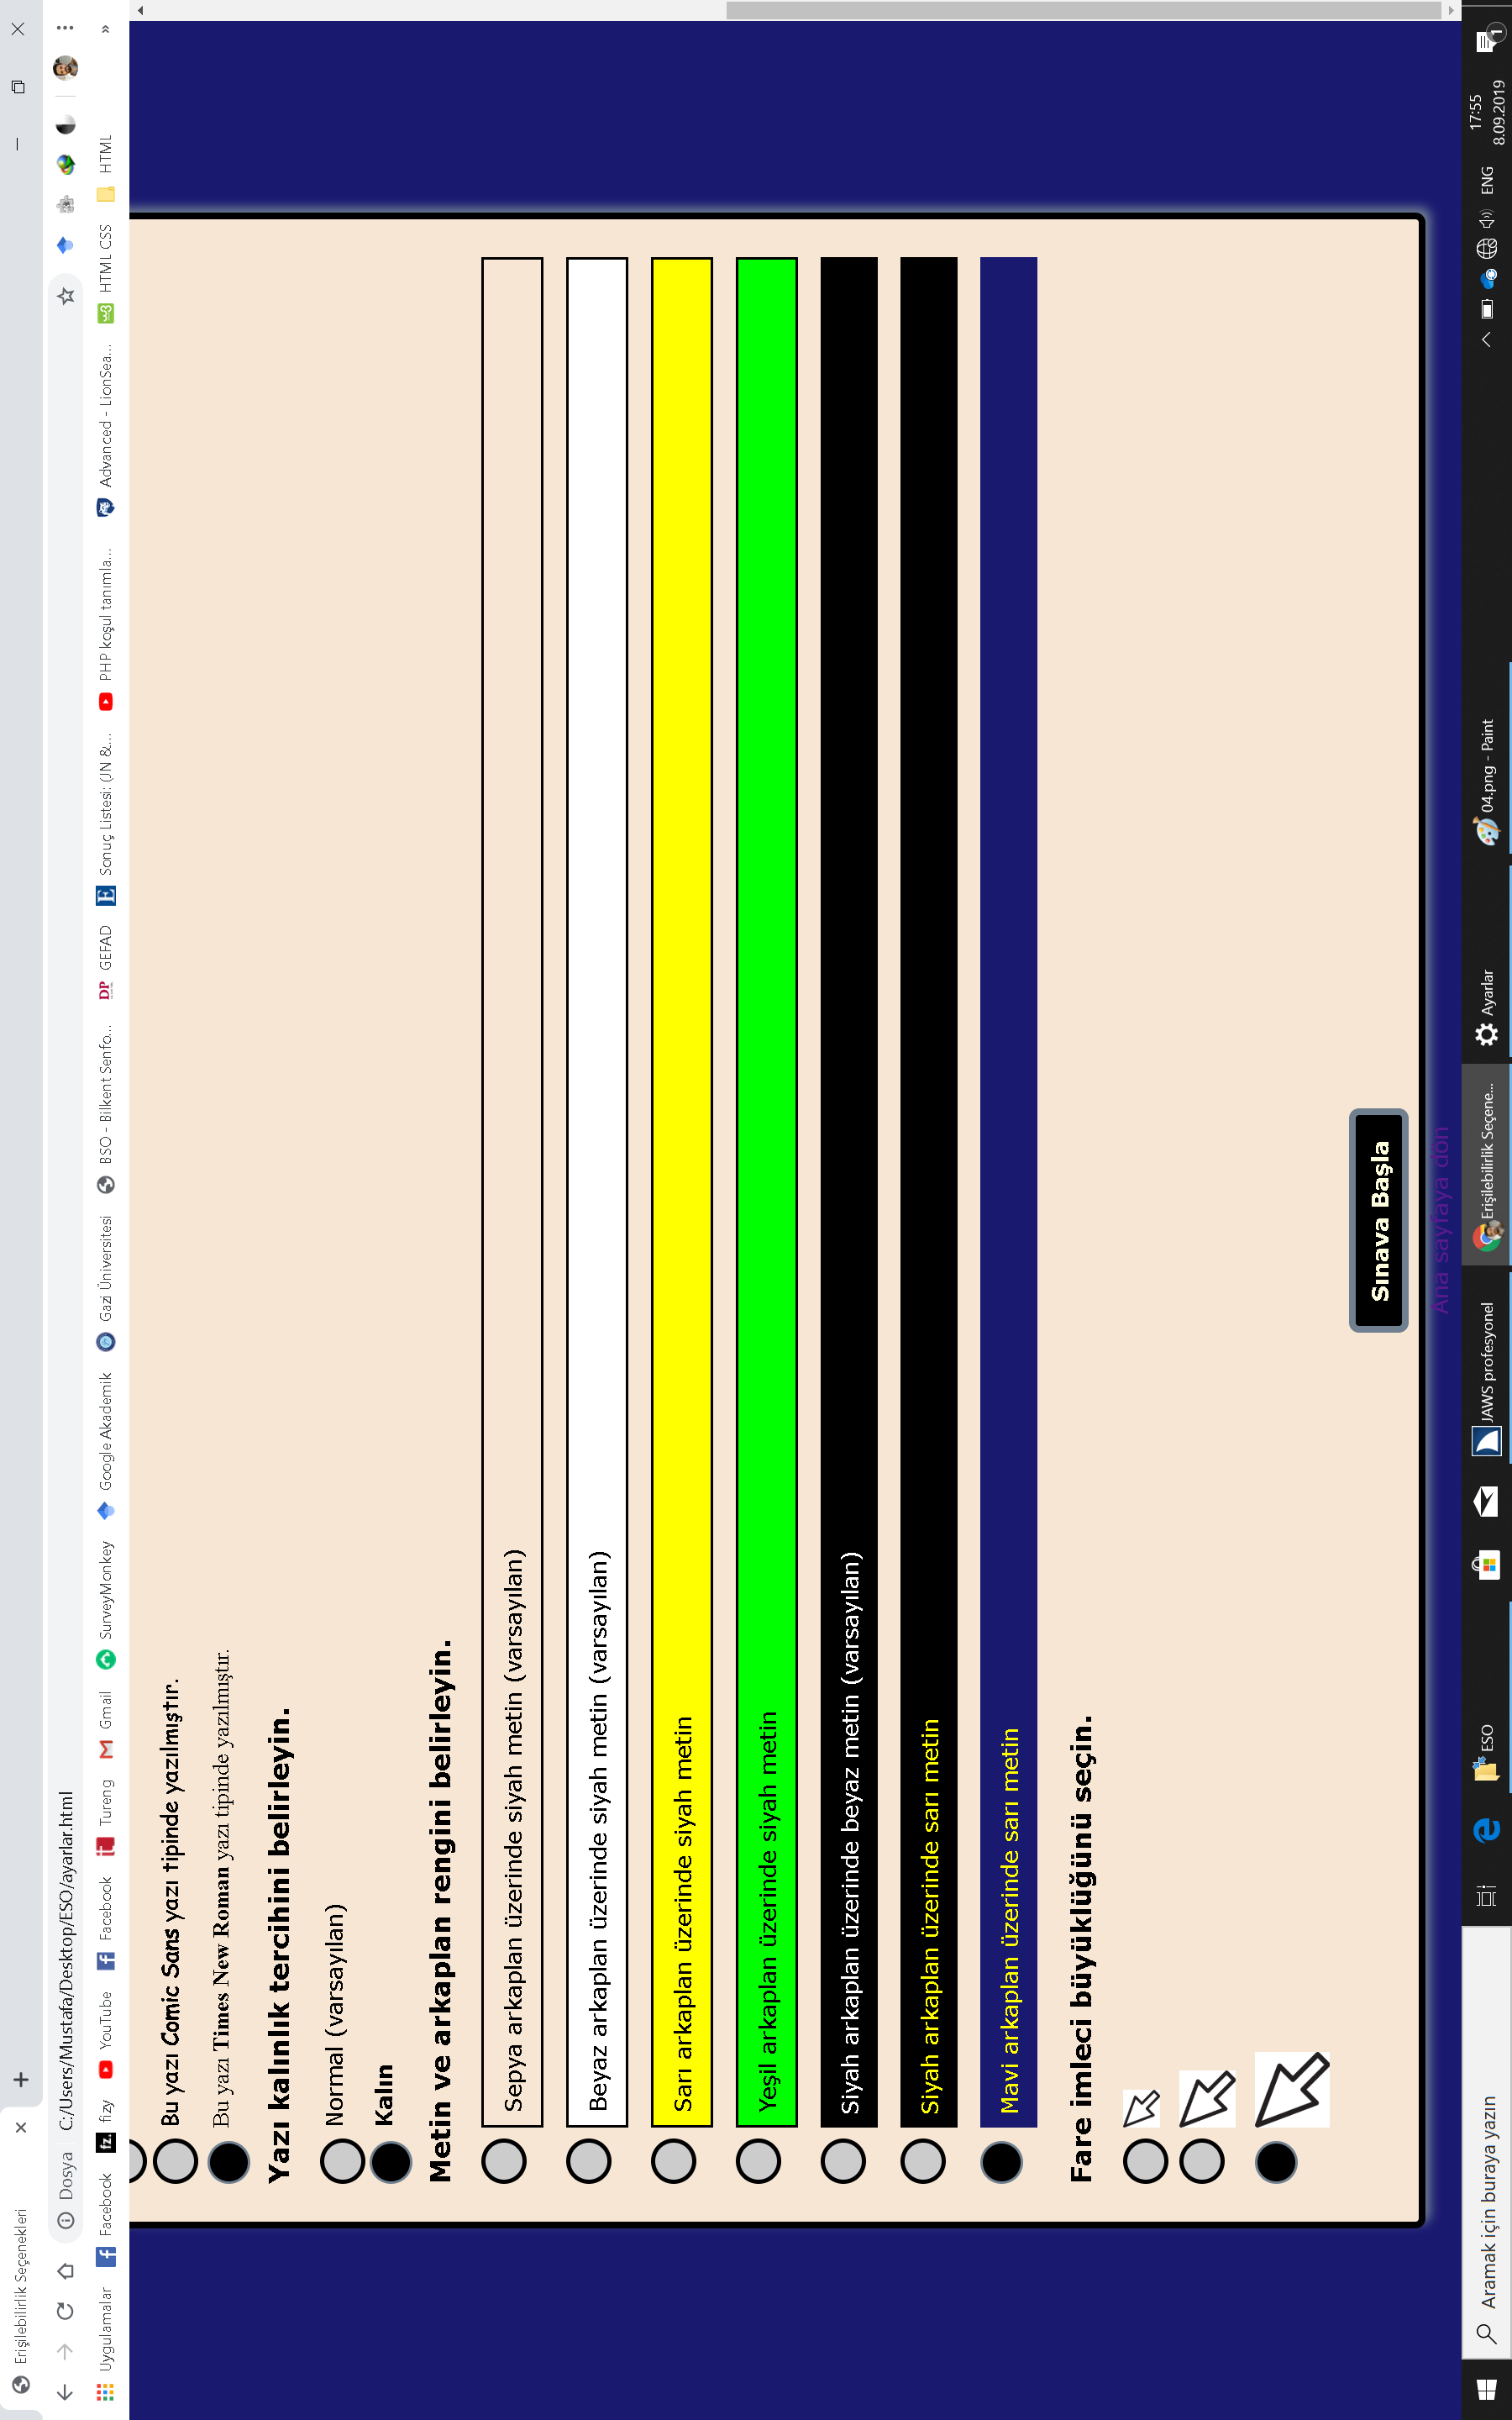 Erişilebilirlik Seçenekleri
Dosya C:/Users/Mustafa/Desktop/ESO/ayarlar.html
Uygulamalar Facebook fizy YouTube Facebook Tureng Gmail SurveyMonkey Google Akademik Gazi Üniversitesi BSO - Bilkent Senfo... GEFAD Sonuç Listesi: (JN &... PHP koşul tanımla... Advanced - LionSea... HTML CSS HTML
Bu yazı Comic Sans yazı tipinde yazılmıştır.
Bu yazı Times New Roman yazı tipinde yazılmıştır.
Yazı kalınlık tercihini belirleyin.
Normal (varsayılan)
Kalın
Metin ve arkaplan rengini belirleyin.
Sepya arkaplan üzerinde siyah metin (varsayılan)
Beyaz arkaplan üzerinde siyah metin (varsayılan)
Sarı arkaplan üzerinde siyah metin
Yeşil arkaplan üzerinde siyah metin
Siyah arkaplan üzerinde beyaz metin (varsayılan)
Siyah arkaplan üzerinde sarı metin
Mavi arkaplan üzerinde sarı metin
Fare imleci büyüklüğünü seçin.
Sınava Başla
Ana sayfaya dön
Aramak için buraya yazın ESO JAWS profesyonel Erişilebilirlik Seçene... Ayarlar 04.png - Paint ENG 17:55
8.09.2019
1